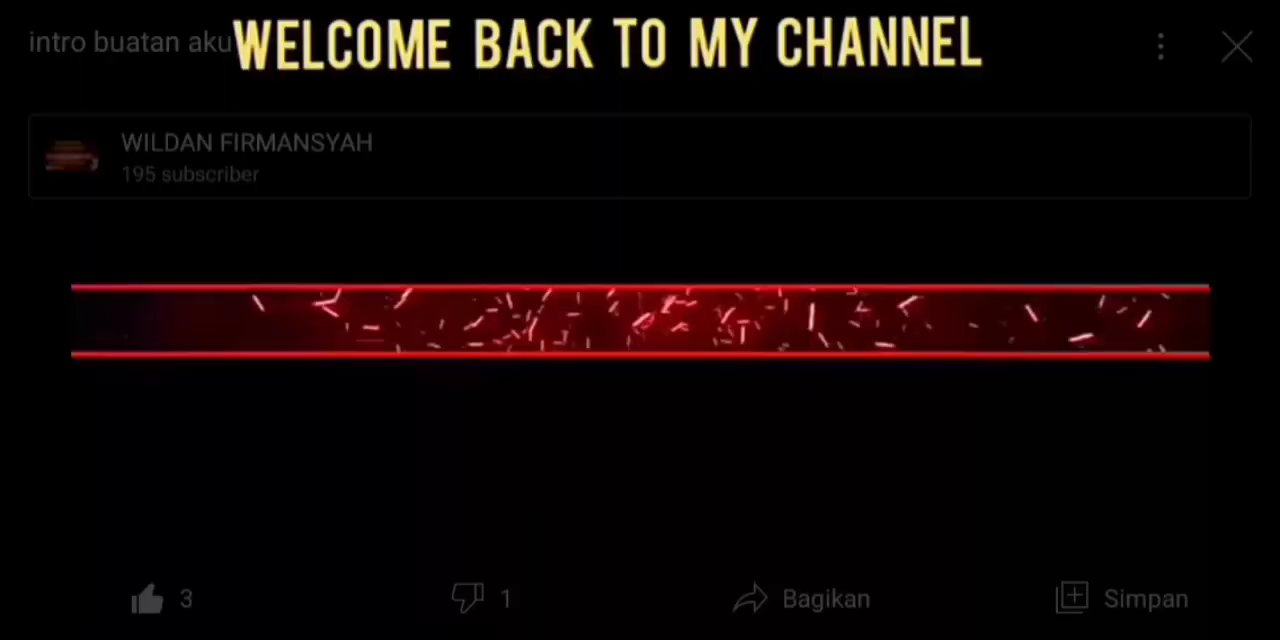 intro buatan aku
WELCOME BACK TO MY CHANNEL
WILDAN FIRMANSYAH
195 subscriber
3
1
Bagikan
Simpan